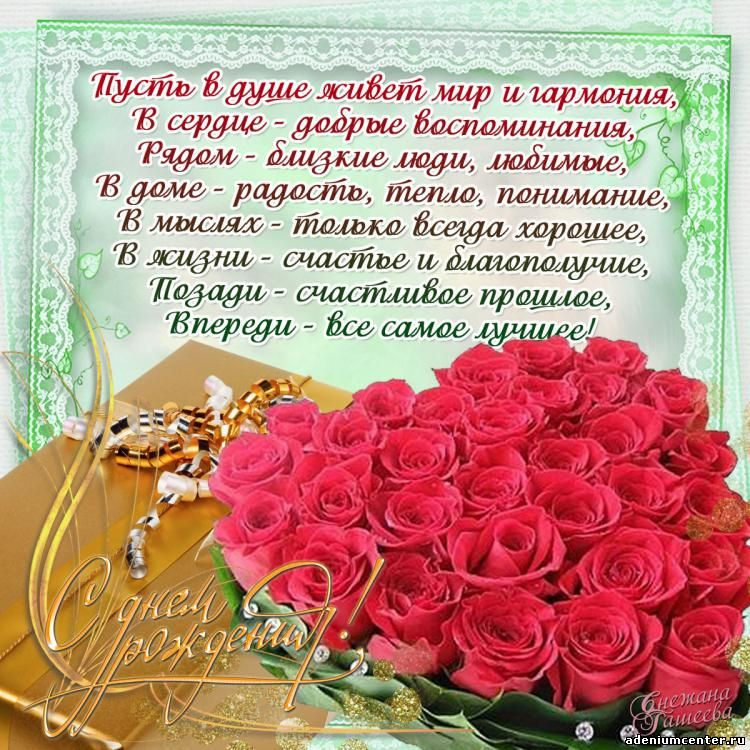 Пусть в душе живет мир и гармония,
В сердце - добрые воспоминания,
Рядом - близкие люди, любимые,
В доме - радость, тепло, понимание,
В мыслях - только всегда хорошее,
В жизни - счастье и благополучие,
Позади - счастливое прошлое,
Впереди - все самое лучшее!
С днем
рождения!
Снежана
Гашеева
adeniumcenter.ru